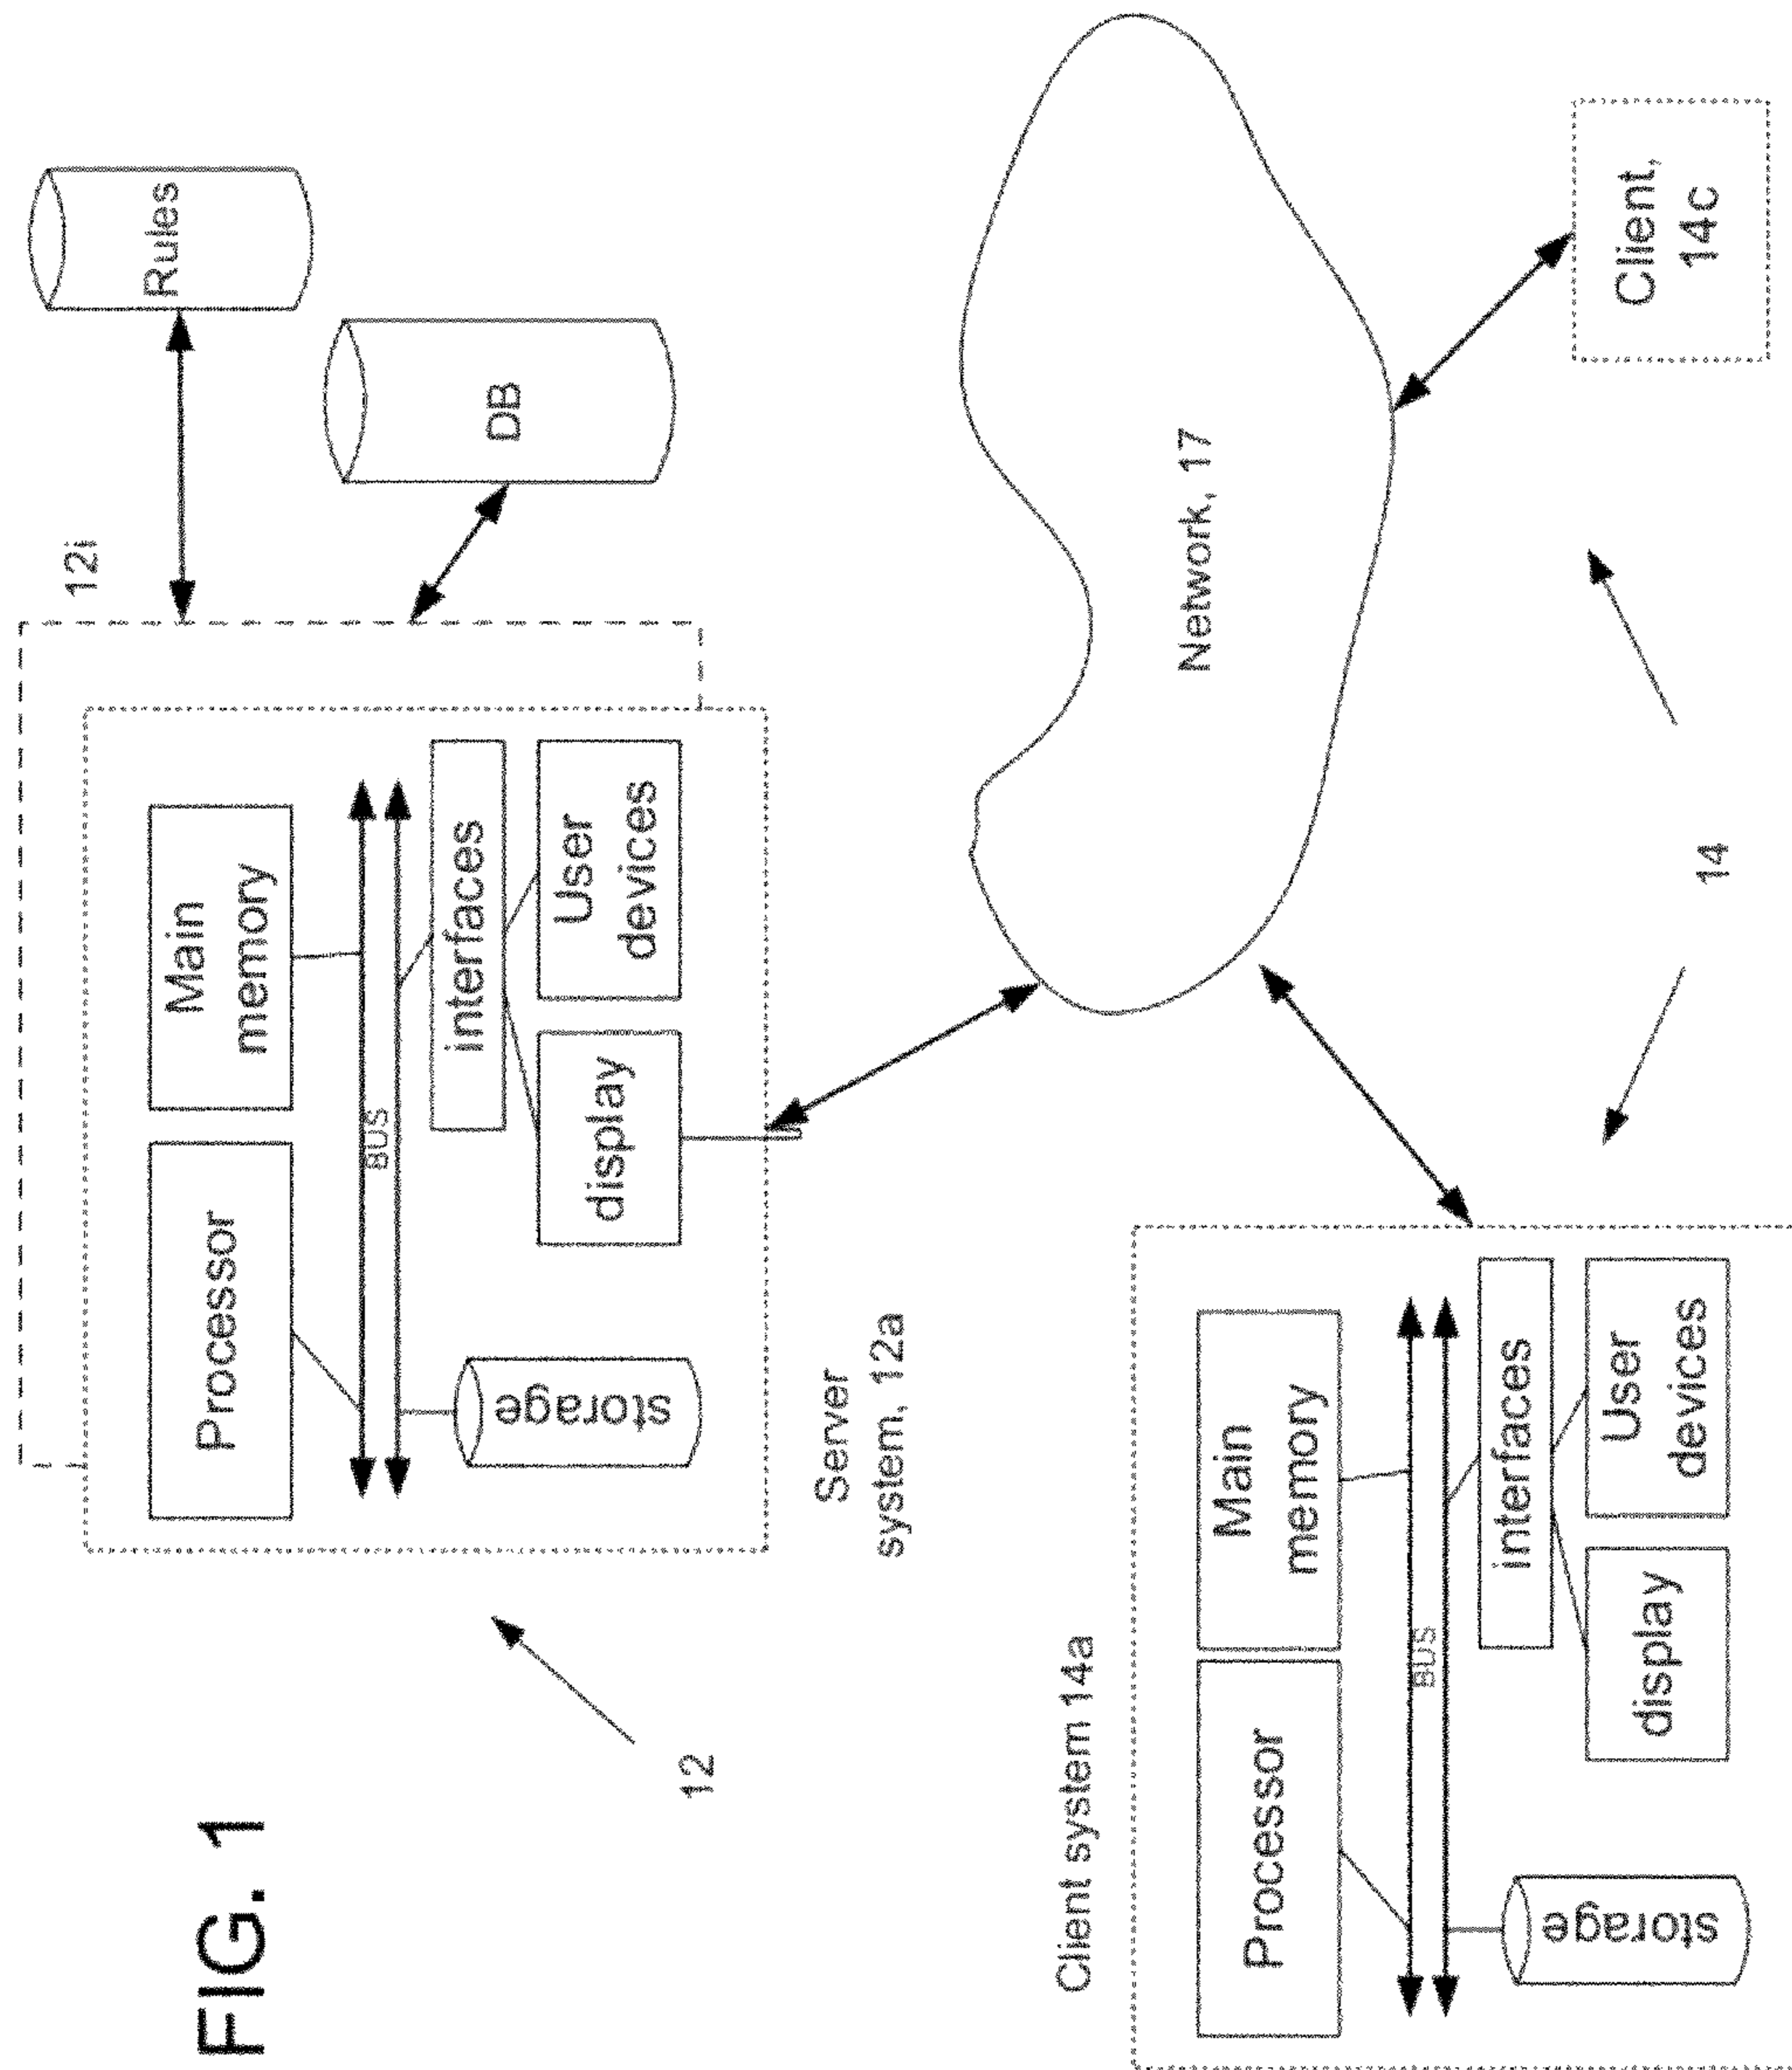 FIG. 1
12
12i
Rules
DB
Processor
Main
memory
BUS
storage
interfaces
display
User
devices
Server
system, 12a
Network, 17
Client system 14a
Processor
Main
memory
BUS
storage
interfaces
display
User
devices
14
Client,
14c